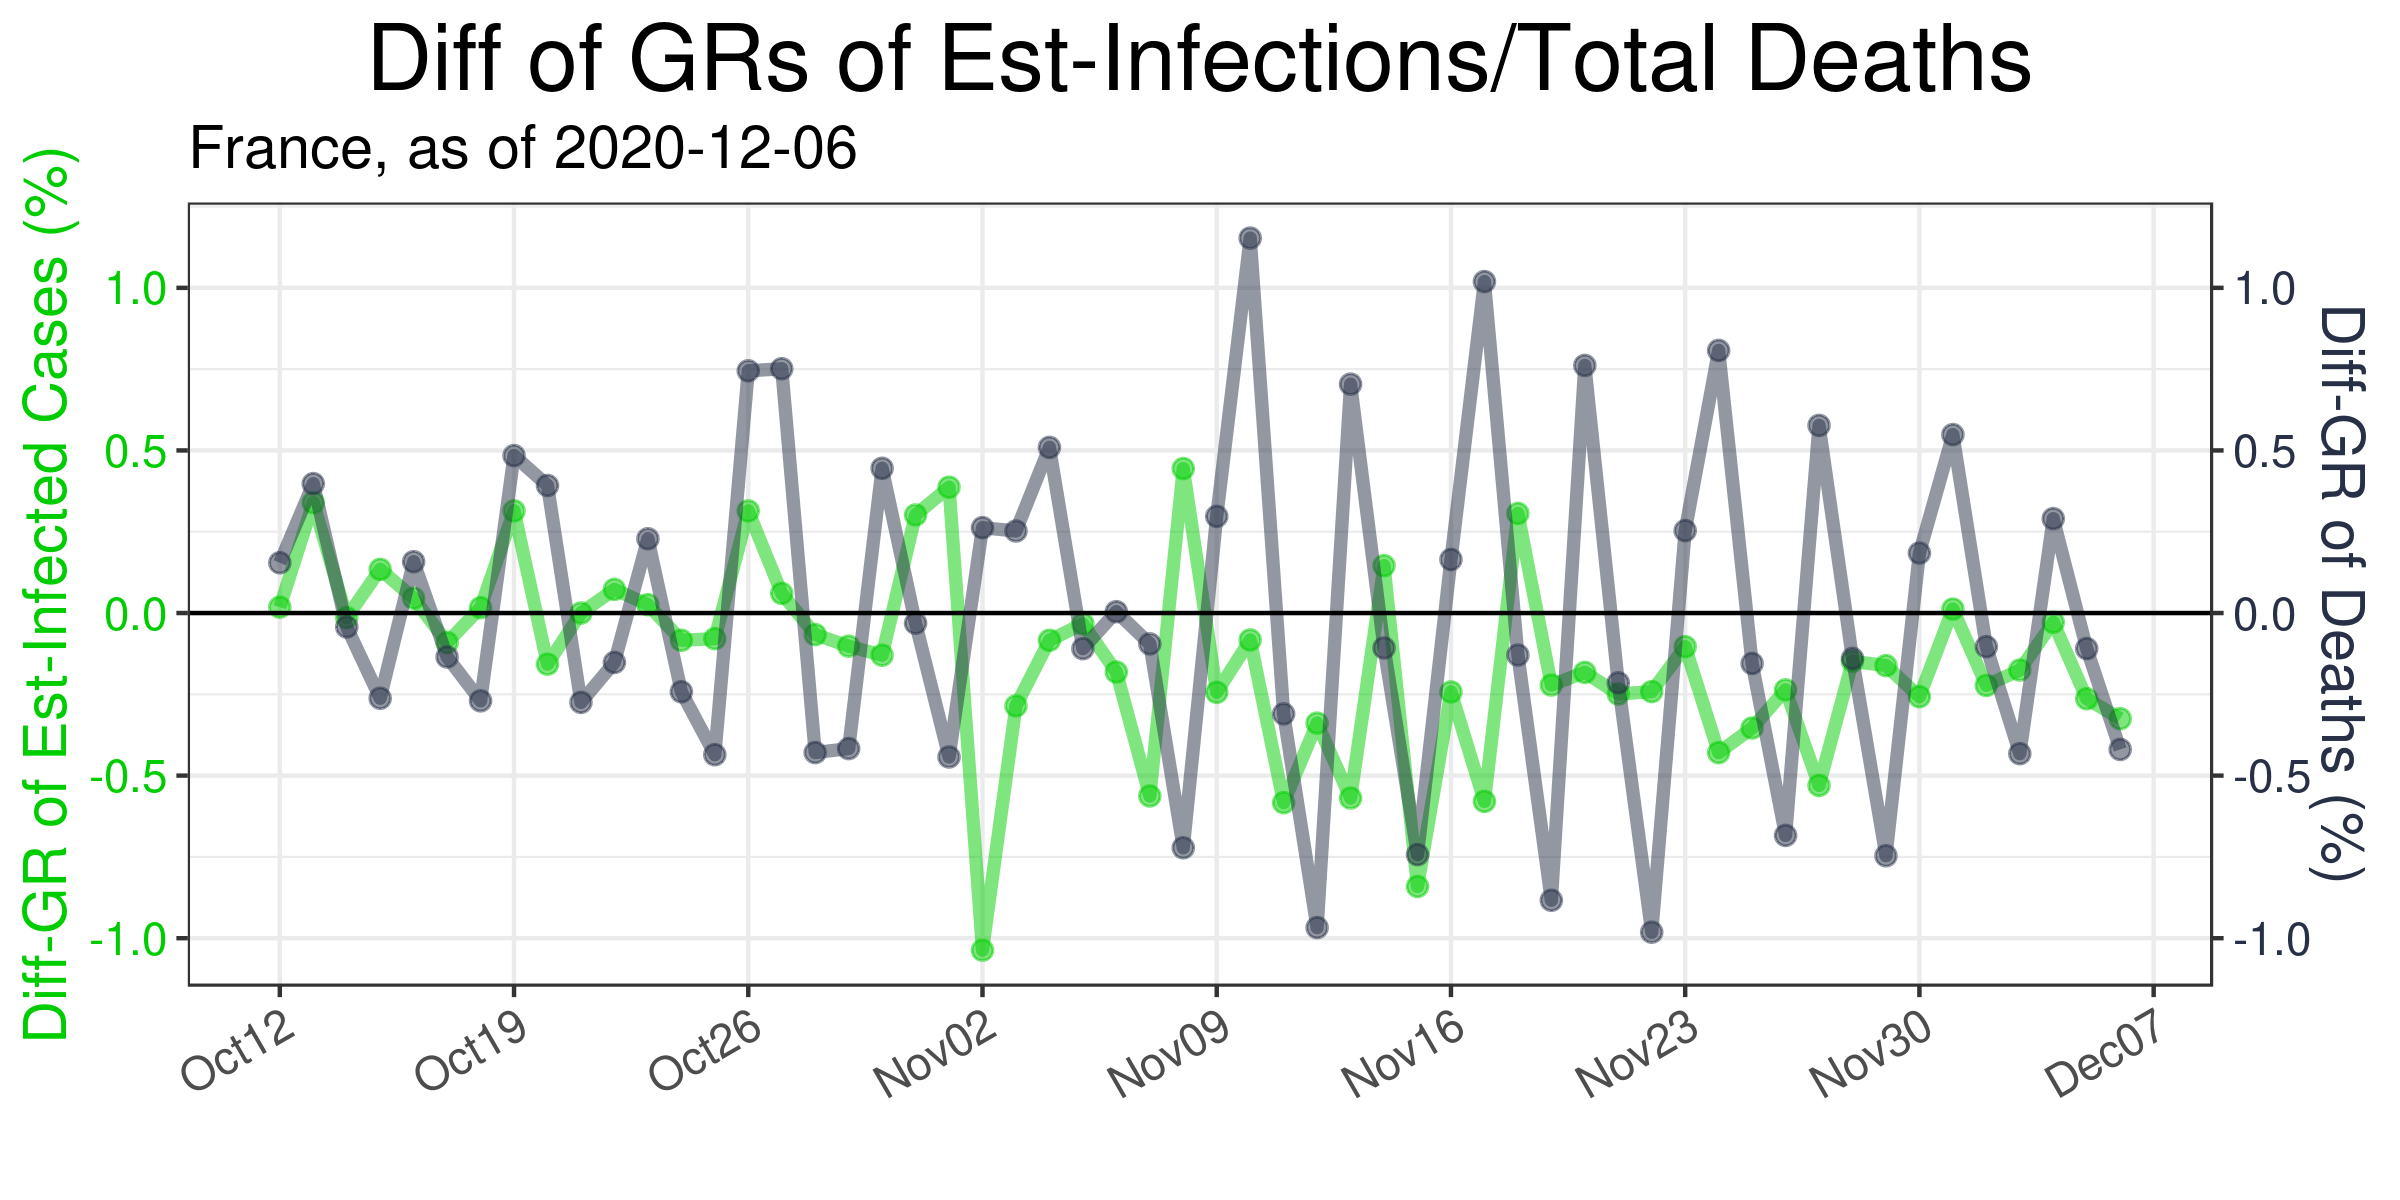 Diff of GRs of Est-Infections/Total Deaths
France, as of 2020-12-06
Diff-GR of Est-Infected Cases (%)
1.0
0.5
0.0
-0.5
-1.0
1.0
0.5
0.0
-0.5
-1.0
Diff-GR of Deaths (%)
Oct12
Oct19
Oct26
Nov02
Nov09
Nov16
Nov23
Nov30
Dec07